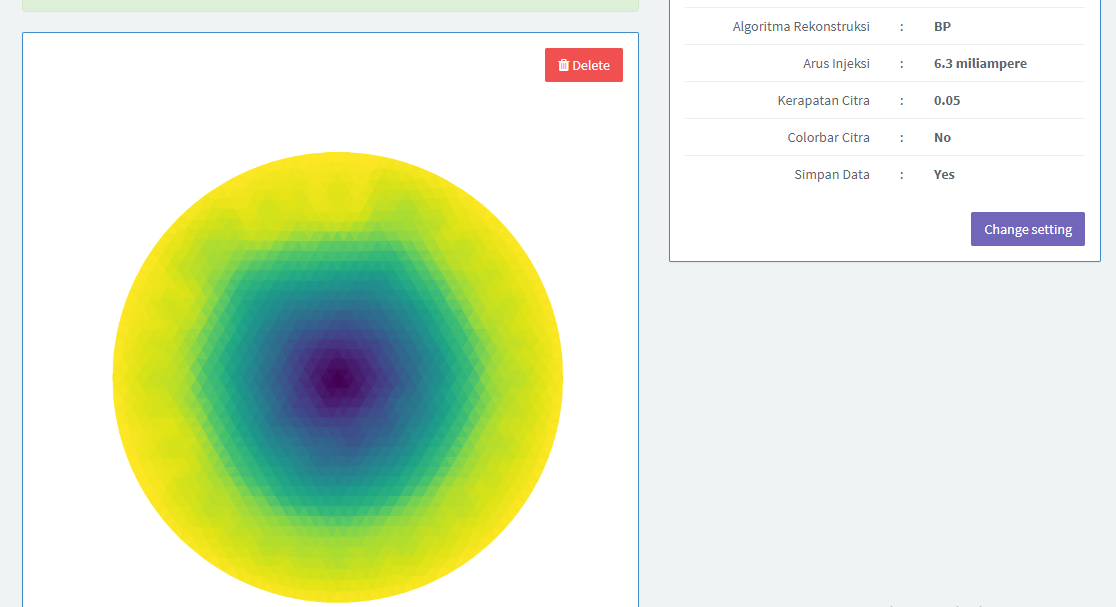 Delete
Algoritma Rekonstruksi : BP
Arus Injeksi : 6.3 miliampere
Kerapatan Citra : 0.05
Colorbar Citra : No
Simpan Data : Yes
Change setting